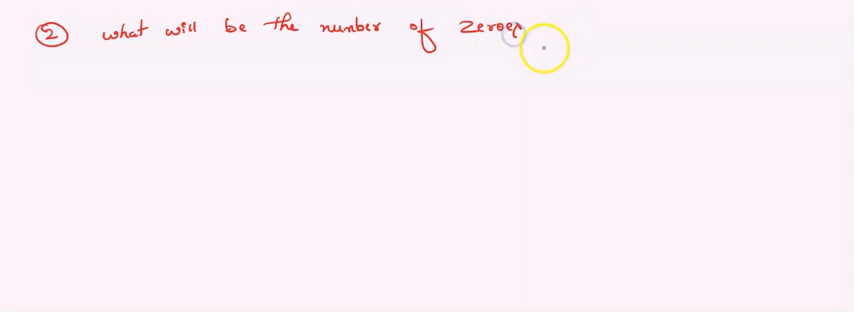 ② what will be the number of zeroes